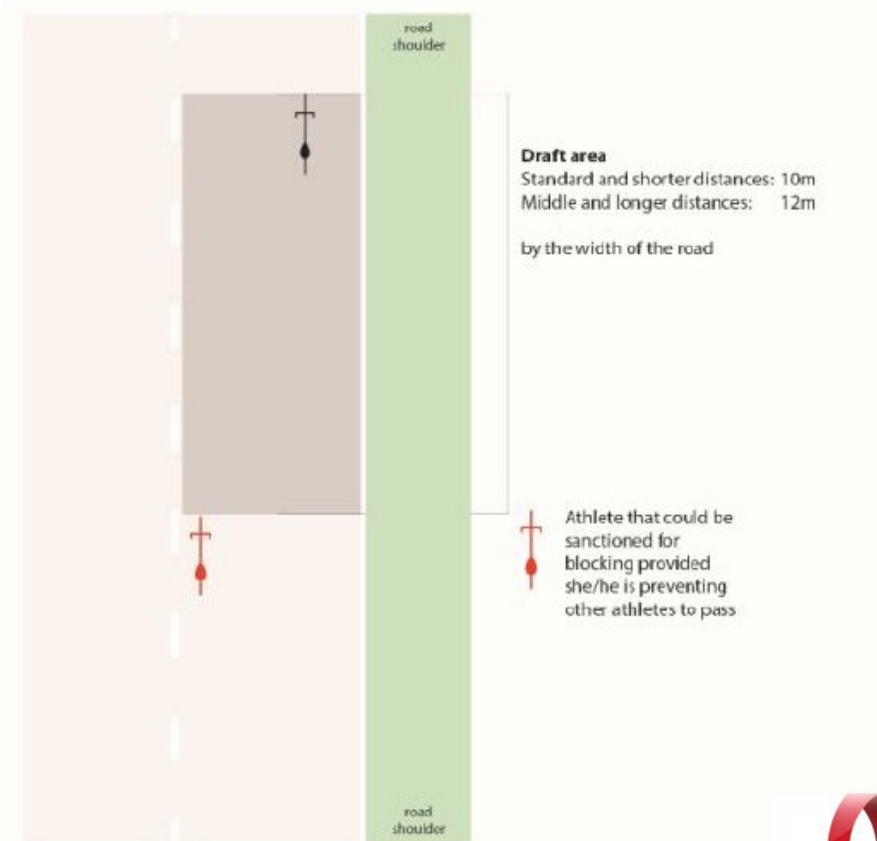 road
shoulder
Draft area
Standard and shorter distances: 10m
Middle and longer distances: 12m
by the width of the road
Athlete that could be
sanctioned for
blocking provided
she/he is preventing
other athletes to pass
road
shoulder